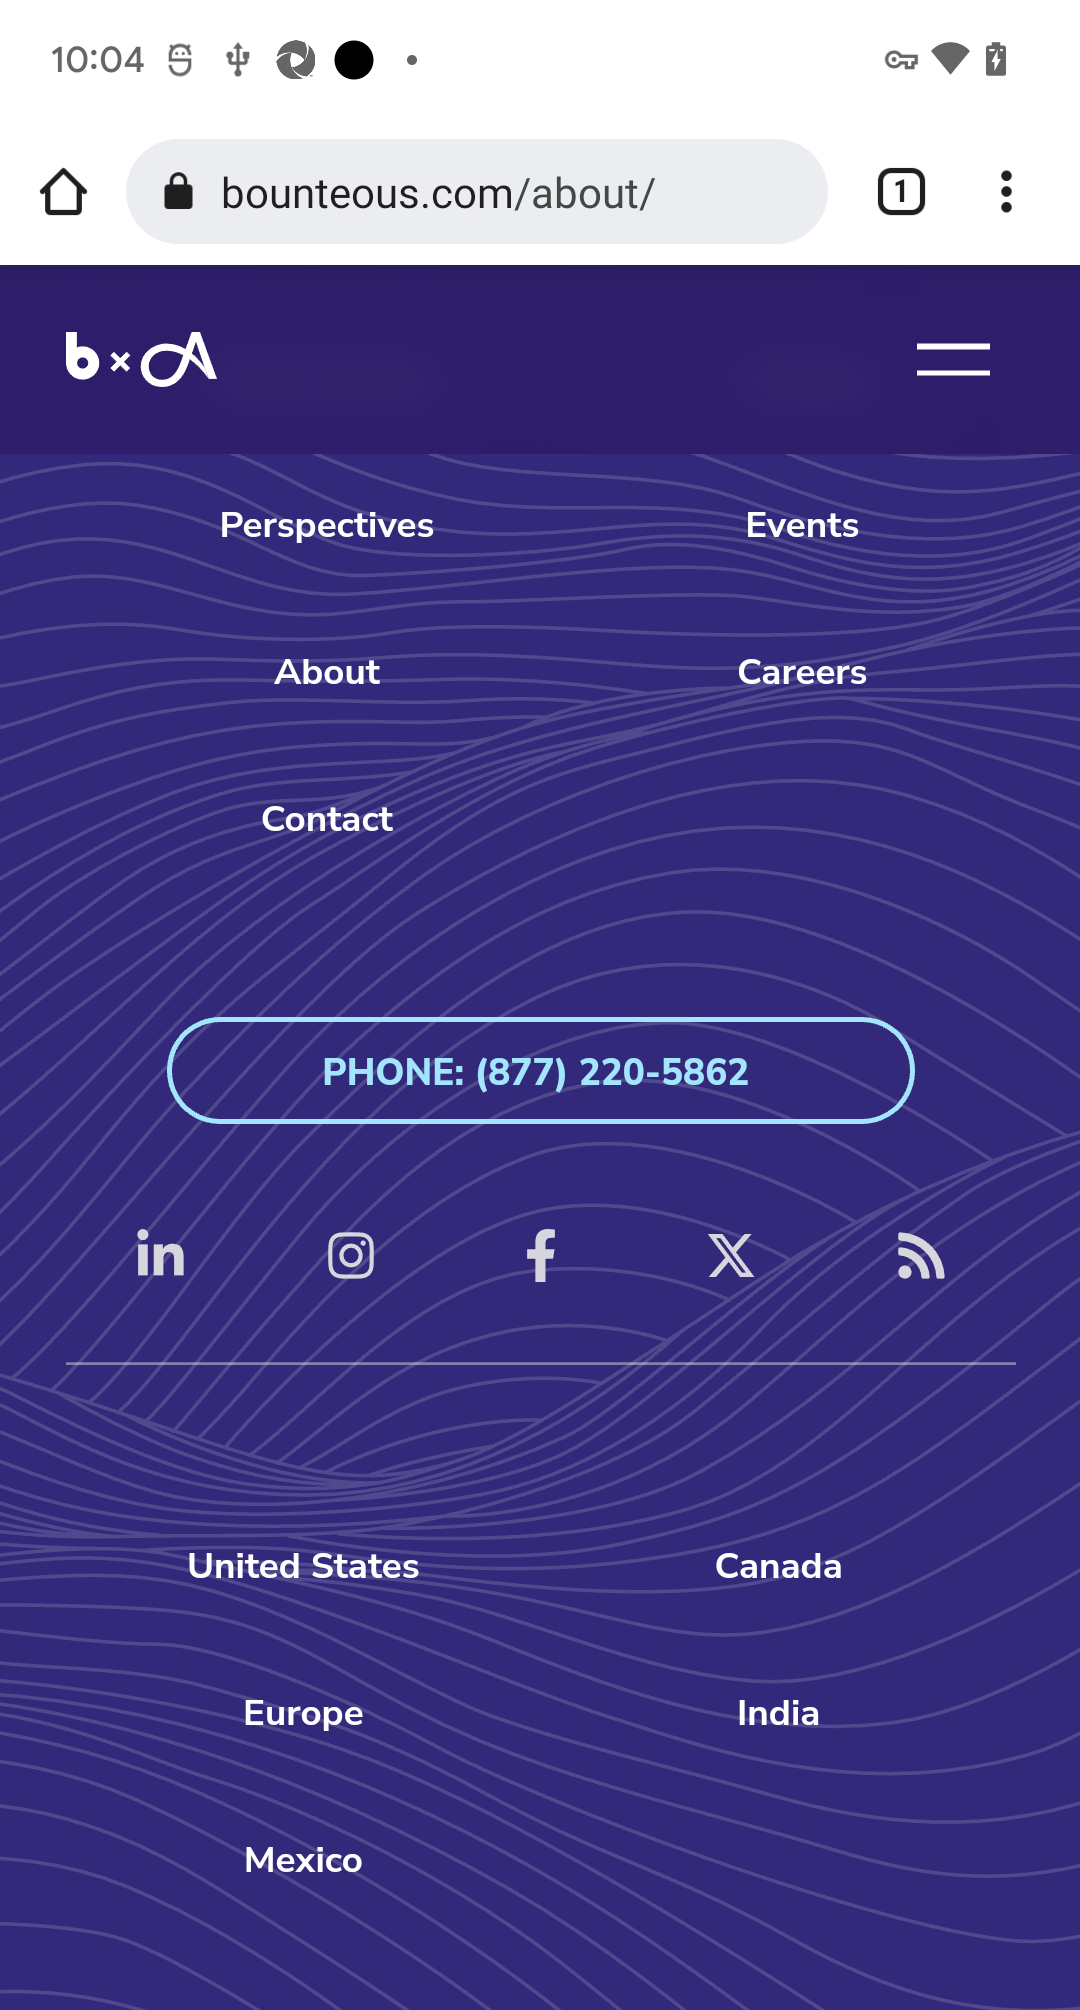 10:04
bounteous.com/about/
1
b × A
Perspectives
Events
About
Careers
Contact
PHONE: (877) 220-5862
United States
Canada
Europe
India
Mexico